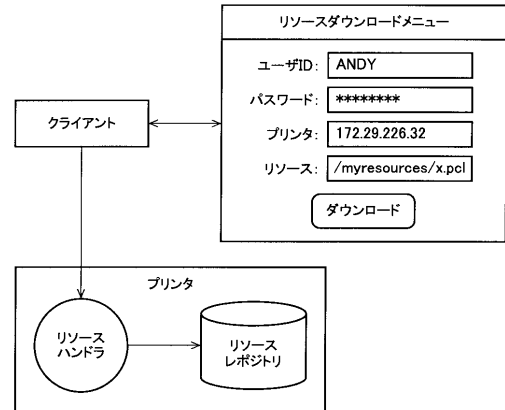 リソースダウンロードメニュー
ユーザID: ANDY
パスワード: ********
プリンタ: 172.29.226.32
リソース: /myresources/x.pcl
ダウンロード
クライアント
プリンタ
リソース
ハンドラ
リソース
レポジトリ